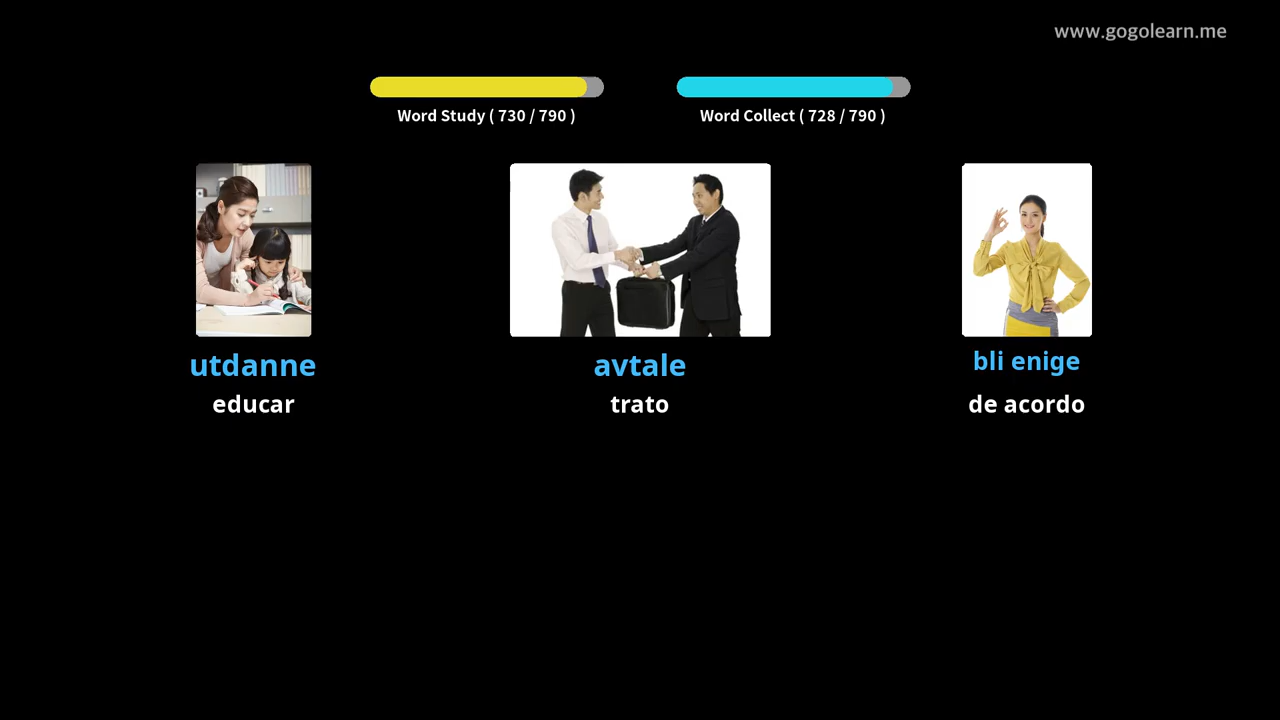 www.gogolearn.me
Word Study ( 730 / 790 )
Word Collect ( 728 / 790 )
utdanne
avtale
bli enige
educar
trato
de acordo